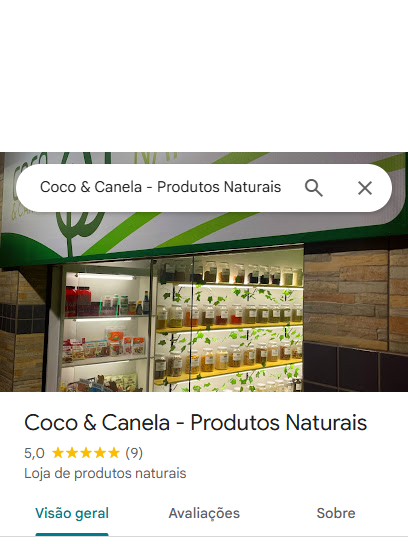 Coco & Canela - Produtos Naturais
Coco & Canela - Produtos Naturais
5,0 ★★★★★ (9)
Loja de produtos naturais
Visão geral
Avaliações
Sobre